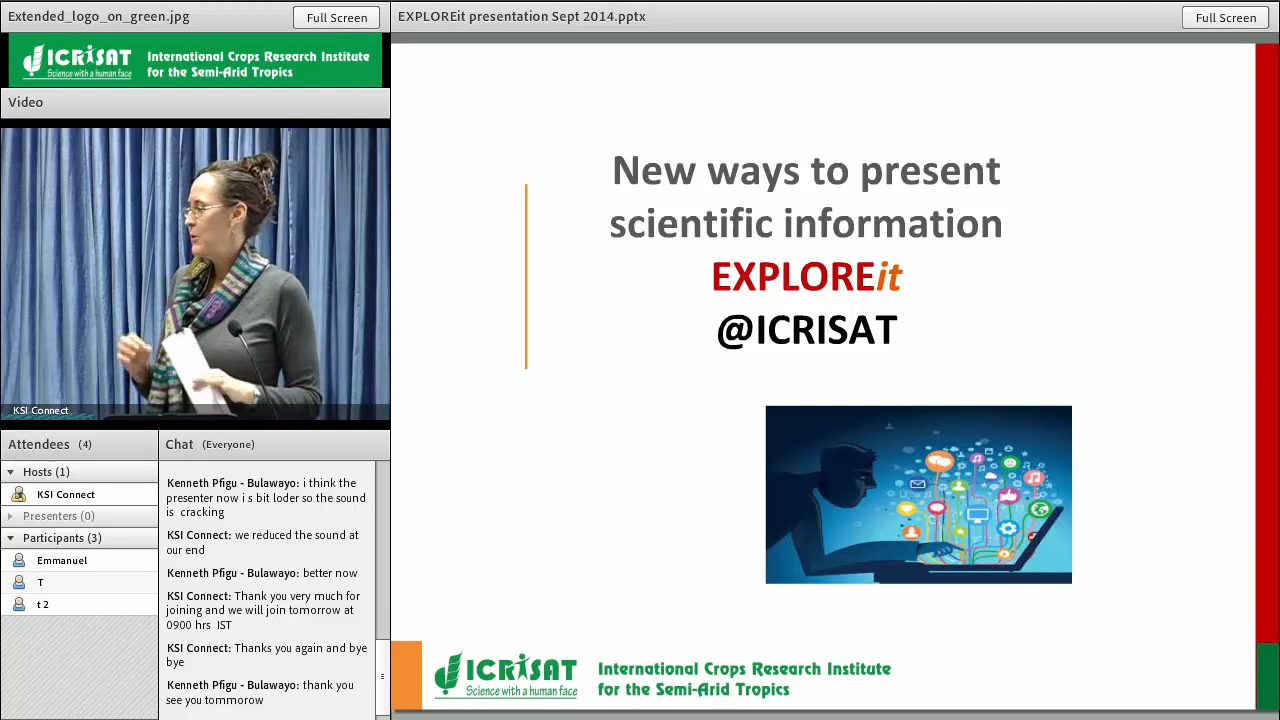 Extended_logo_on_green.jpg
Full Screen
ICRISAT
Science with a human face
International Crops Research Institute
for the Semi-Arid Tropics
Video
KSI Connect
Attendees (4)
Hosts (1)
KSI Connect
Presenters (0)
Participants (3)
Emmanuel
T
t 2
Chat (Everyone)
Kenneth Pfigu - Bulawayo: i think the
presenter now i s bit loder so the sound
is cracking
KSI Connect: we reduced the sound at
our end
Kenneth Pfigu - Bulawayo: better now
KSI Connect: Thank you very much for
joining and we will join tomorrow at
0900 hrs IST
KSI Connect: Thanks you again and bye
bye
Kenneth Pfigu - Bulawayo: thank you
see you tommorow
EXPLOREit presentation Sept 2014.pptx
Full Screen
New ways to present
scientific information
EXPLOREit
@ICRISAT
ICRISAT
Science with a human face
International Crops Research Institute
for the Semi-Arid Tropics